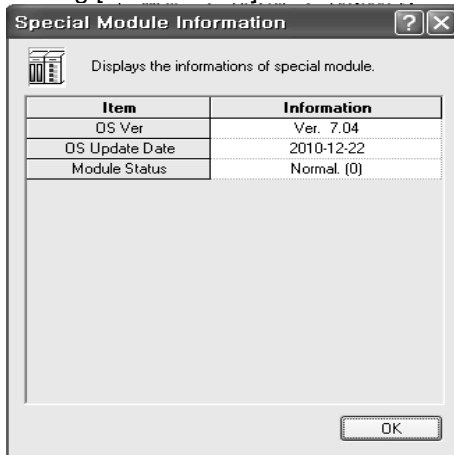 Special Module Information
Displays the informations of special module.
Item Information
OS Ver Ver. 7.04
OS Update Date 2010-12-22
Module Status Normal. (0)
OK